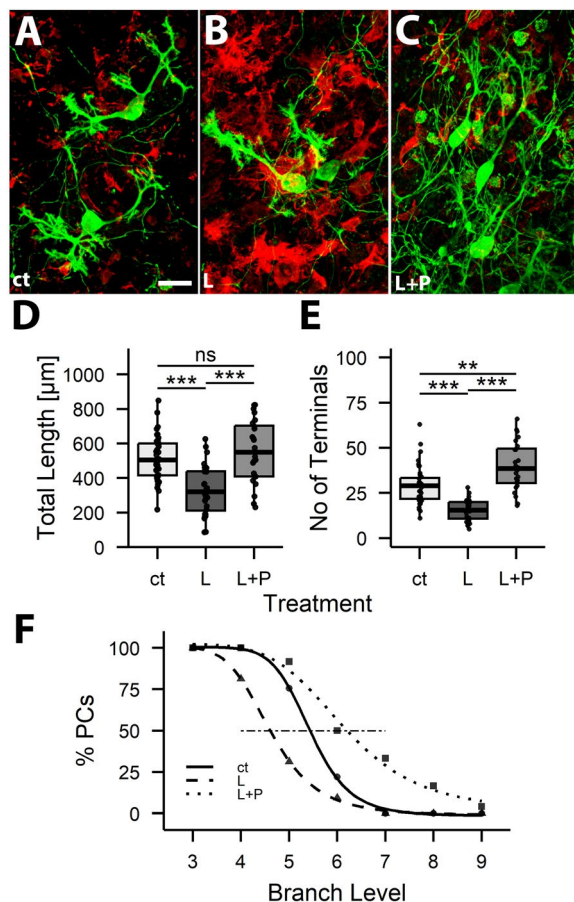 A
B
C
ct
L
L+P
D
E
ns
***
***
Total Length [µm]
1000
800
600
400
200
0
ct
L
L+P
**
***
***
No of Terminals
100
75
50
25
0
ct
L
L+P
Treatment
F
% PCs
100
75
50
25
0
ct
L
L+P
3 4 5 6 7 8 9
Branch Level